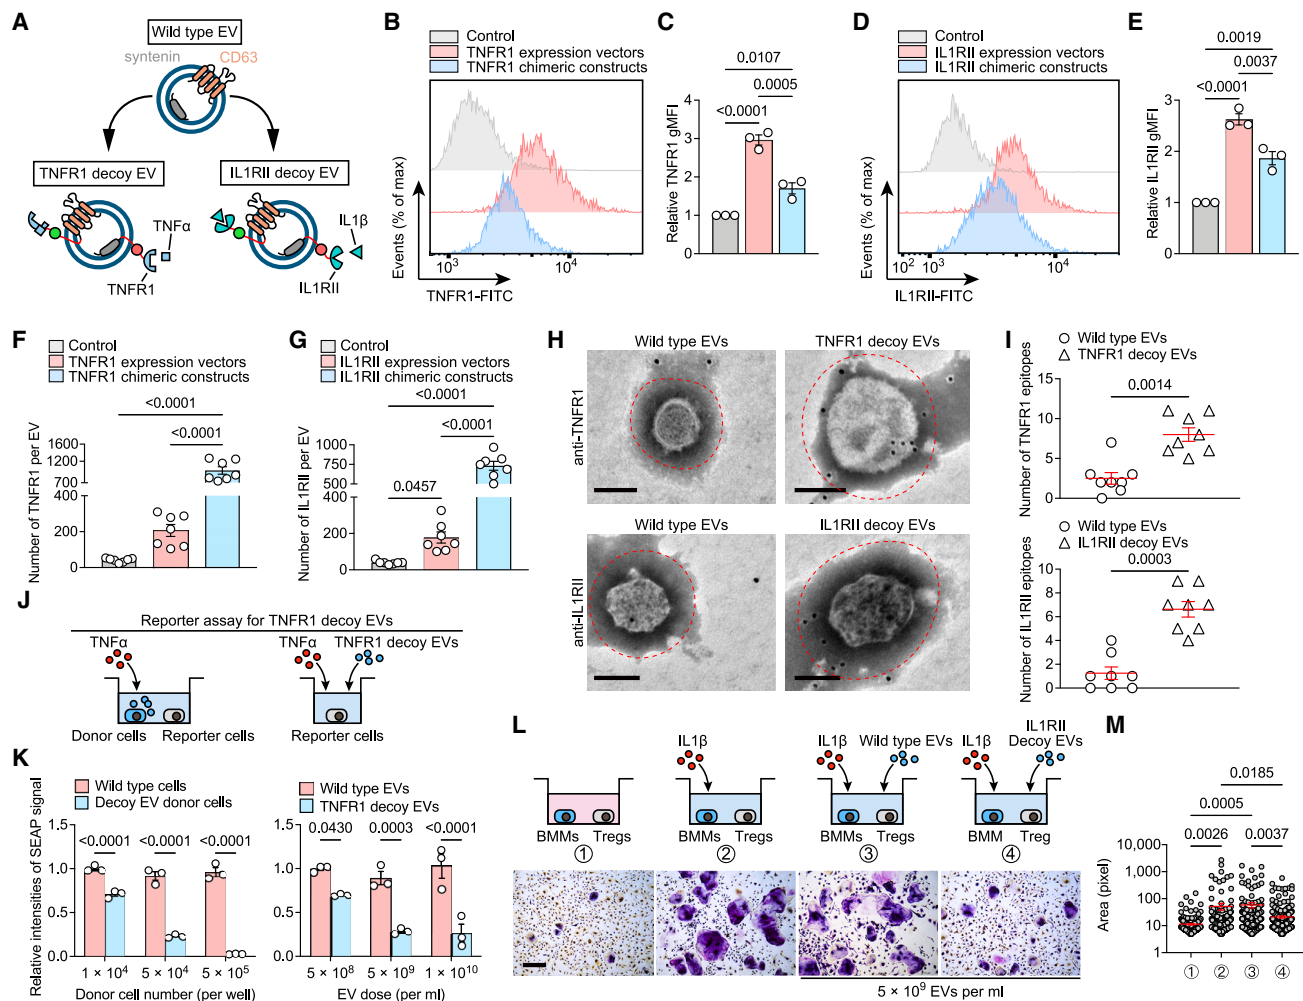 A
Wild type EV
syntenin
CD63
TNFR1 decoy EV
IL1RII decoy EV
TNFα
TNFR1
IL1β
IL1RII
B
Control
TNFR1 expression vectors
TNFR1 chimeric constructs
Events (% of max)
10³
10⁴
TNFR1-FITC
C
0.0107
0.0005
<0.0001
Relative TNFR1 gMFI
4
3
2
1
0
D
Control
IL1RII expression vectors
IL1RII chimeric constructs
Events (% of max)
10² 10³
10⁴
IL1RII-FITC
E
0.0019
0.0037
<0.0001
Relative IL1RII gMFI
4
3
2
1
0
F
Control
TNFR1 expression vectors
TNFR1 chimeric constructs
<0.0001
<0.0001
Number of TNFR1 per EV
1600
1200
800
400
200
0
G
Control
IL1RII expression vectors
IL1RII chimeric constructs
<0.0001
<0.0001
0.0457
Number of IL1RII per EV
1000
750
500
400
200
0
H
Wild type EVs
TNFR1 decoy EVs
anti-TNFR1
Wild type EVs
IL1RII decoy EVs
anti-IL1RII
I
Wild type EVs
TNFR1 decoy EVs
0.0014
Number of TNFR1 epitopes
15
10
5
0
Wild type EVs
IL1RII decoy EVs
0.0003
Number of IL1RII epitopes
10
8
6
4
2
0
J
Reporter assay for TNFR1 decoy EVs
TNFα
TNFα
TNFR1 decoy EVs
Donor cells
Reporter cells
Reporter cells
K
Wild type cells
Decoy EV donor cells
Relative intensities of SEAP signal
1.5
1.0
0.5
0.0
<0.0001
<0.0001
<0.0001
1 × 10⁴
5 × 10⁴
5 × 10⁵
Donor cell number (per well)
Wild type EVs
TNFR1 decoy EVs
1.5
1.0
0.5
0.0
0.0430
0.0003
<0.0001
5 × 10⁸
5 × 10⁹
1 × 10¹⁰
EV dose (per ml)
L
IL1β
IL1β
Wild type EVs
IL1β
IL1RII
Decoy EVs
BMMs
Tregs
BMMs
Tregs
BMMs
Tregs
BMM
Treg
①
②
③
④
5 × 10⁹ EVs per ml
M
0.0185
0.0005
0.0026
0.0037
Area (pixel)
10,000
1,000
100
10
1
①
②
③
④